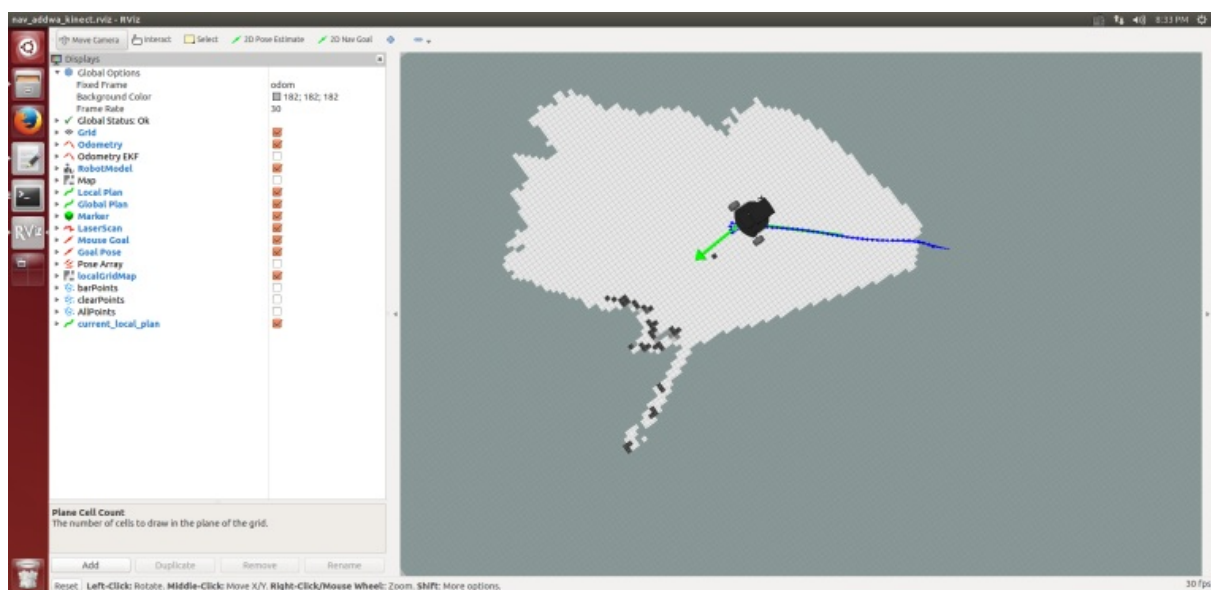 nav_addwa_kinect.rviz - RViz
8:33 PM
Move Camera Interact Select 2D Pose Estimate 2D Nav Goal
Displays
Global Options
Fixed Frame odom
Background Color 182; 182; 182
Frame Rate 30
Global Status: Ok
Grid
Odometry
Odometry EKF
RobotModel
Map
Local Plan
Global Plan
Marker
LaserScan
Mouse Goal
Goal Pose
Pose Array
localGridMap
barPoints
clearPoints
AllPoints
current_local_plan
RViz
Plane Cell Count
The number of cells to draw in the plane of the grid.
Add Duplicate Remove Rename
Reset Left-Click: Rotate. Middle-Click: Move X/Y. Right-Click/Mouse Wheel: Zoom. Shift: More options.
30 fps